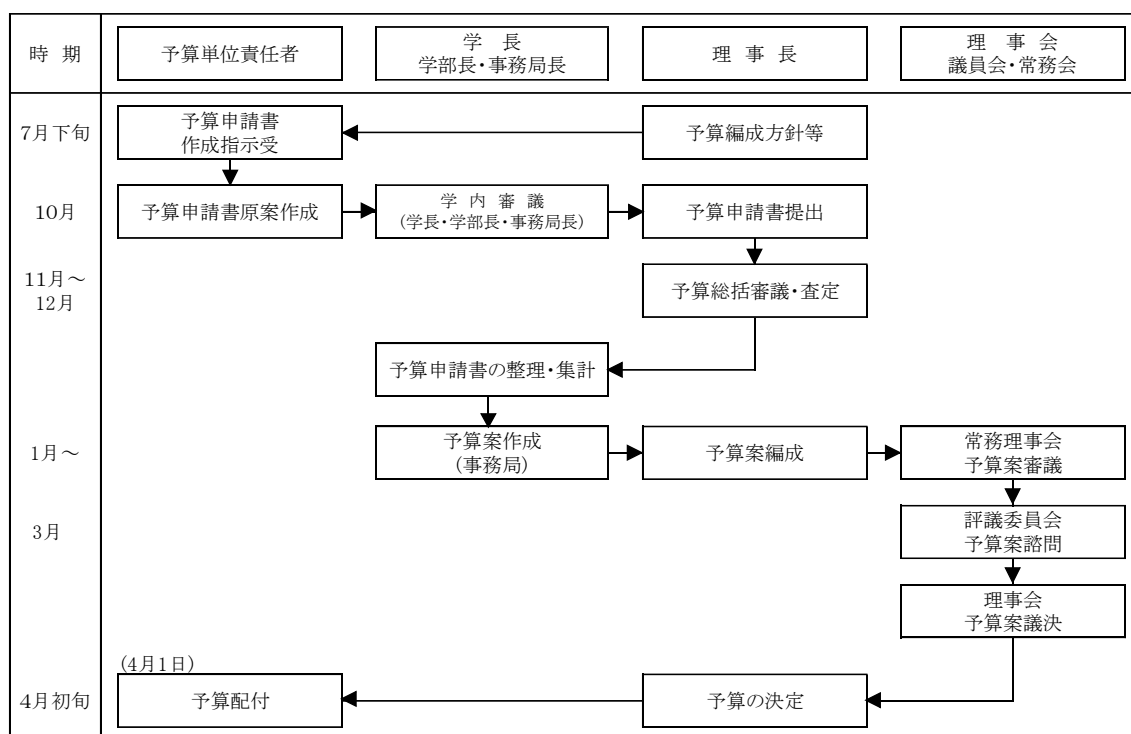 時 期
予算単位責任者
学 長
学部長・事務局長
理 事 長
理 事 会
議員会・常務会
7月下旬
予算申請書
作成指示受
予算編成方針等
10月
予算申請書原案作成
学 内 審 議
(学長・学部長・事務局長)
予算申請書提出
11月～
12月
予算総括審議・査定
予算申請書の整理・集計
1月～
予算案作成
(事務局)
予算案編成
常務理事会
予算案審議
3月
評議委員会
予算案諮問
理事会
予算案議決
(4月1日)
4月初旬
予算配付
予算の決定